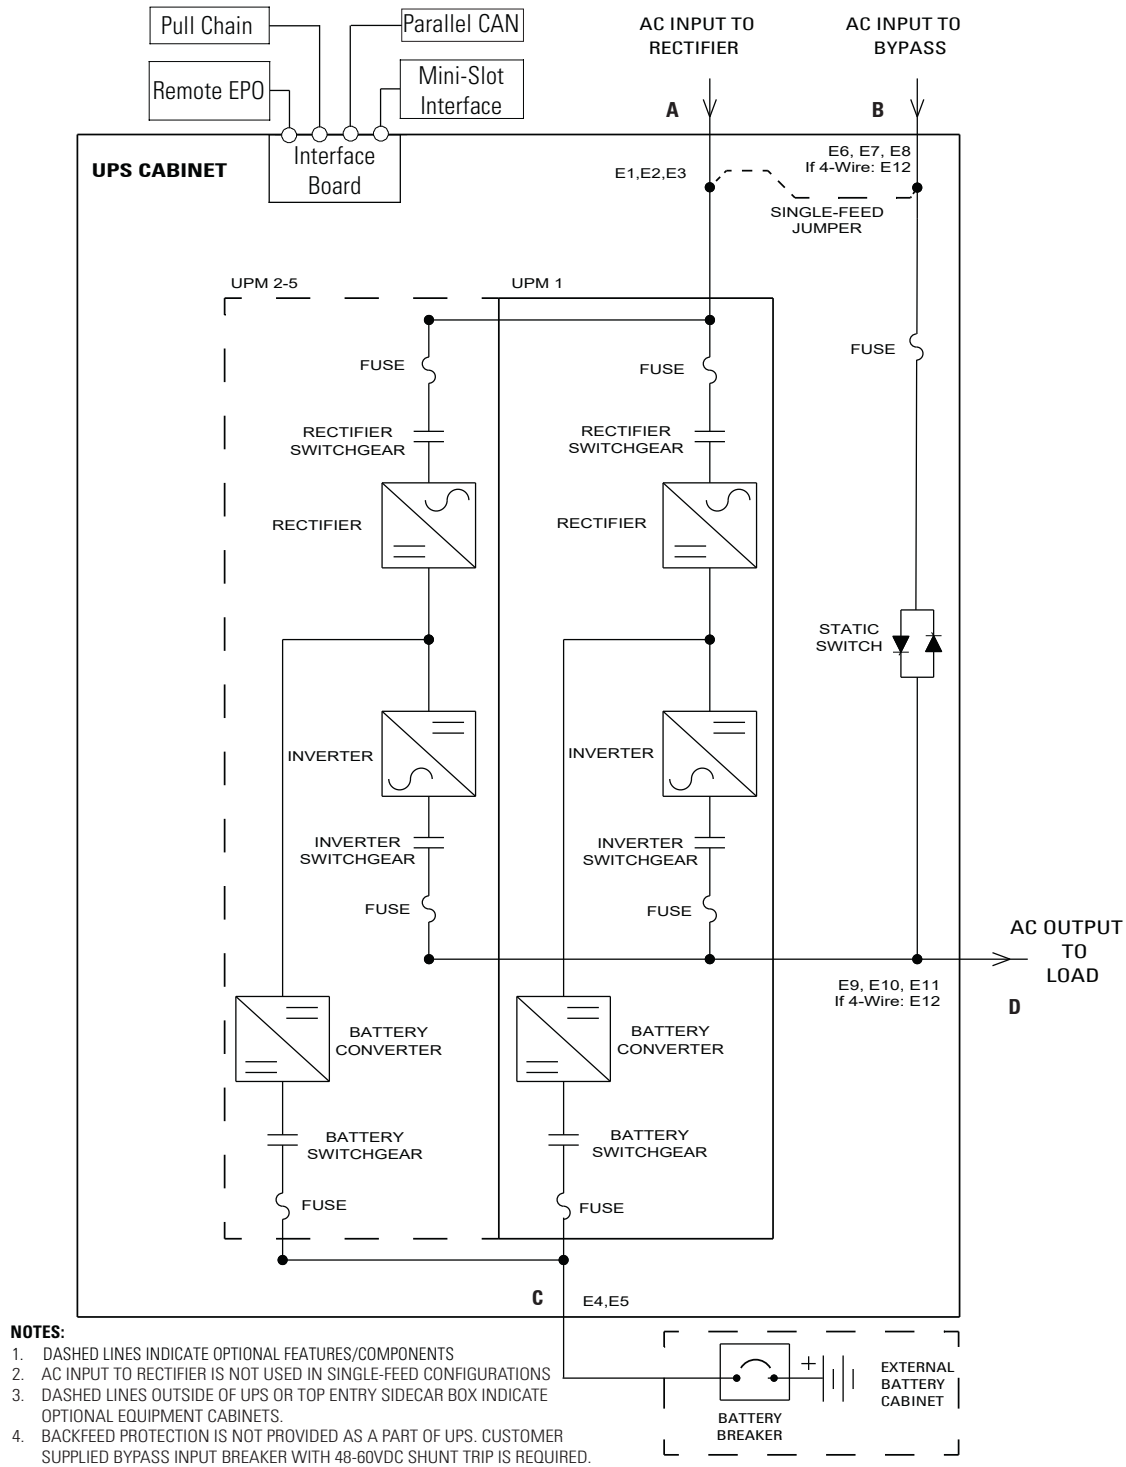 Pull Chain
Parallel CAN
Remote EPO
Mini-Slot
Interface
AC INPUT TO
RECTIFIER
AC INPUT TO
BYPASS
A
B
UPS CABINET
Interface
Board
E1,E2,E3
E6, E7, E8
If 4-Wire: E12
SINGLE-FEED
JUMPER
UPM 2-5
UPM 1
FUSE
FUSE
FUSE
RECTIFIER
SWITCHGEAR
RECTIFIER
SWITCHGEAR
RECTIFIER
RECTIFIER
STATIC
SWITCH
INVERTER
INVERTER
INVERTER
SWITCHGEAR
INVERTER
SWITCHGEAR
FUSE
FUSE
AC OUTPUT
TO
LOAD
E9, E10, E11
If 4-Wire: E12
D
BATTERY
CONVERTER
BATTERY
CONVERTER
BATTERY
SWITCHGEAR
BATTERY
SWITCHGEAR
FUSE
FUSE
C
E4,E5
NOTES:
1. DASHED LINES INDICATE OPTIONAL FEATURES/COMPONENTS
2. AC INPUT TO RECTIFIER IS NOT USED IN SINGLE-FEED CONFIGURATIONS
3. DASHED LINES OUTSIDE OF UPS OR TOP ENTRY SIDECAR BOX INDICATE
OPTIONAL EQUIPMENT CABINETS.
4. BACKFEED PROTECTION IS NOT PROVIDED AS A PART OF UPS. CUSTOMER
SUPPLIED BYPASS INPUT BREAKER WITH 48-60VDC SHUNT TRIP IS REQUIRED.
+
EXTERNAL
BATTERY
CABINET
BATTERY
BREAKER